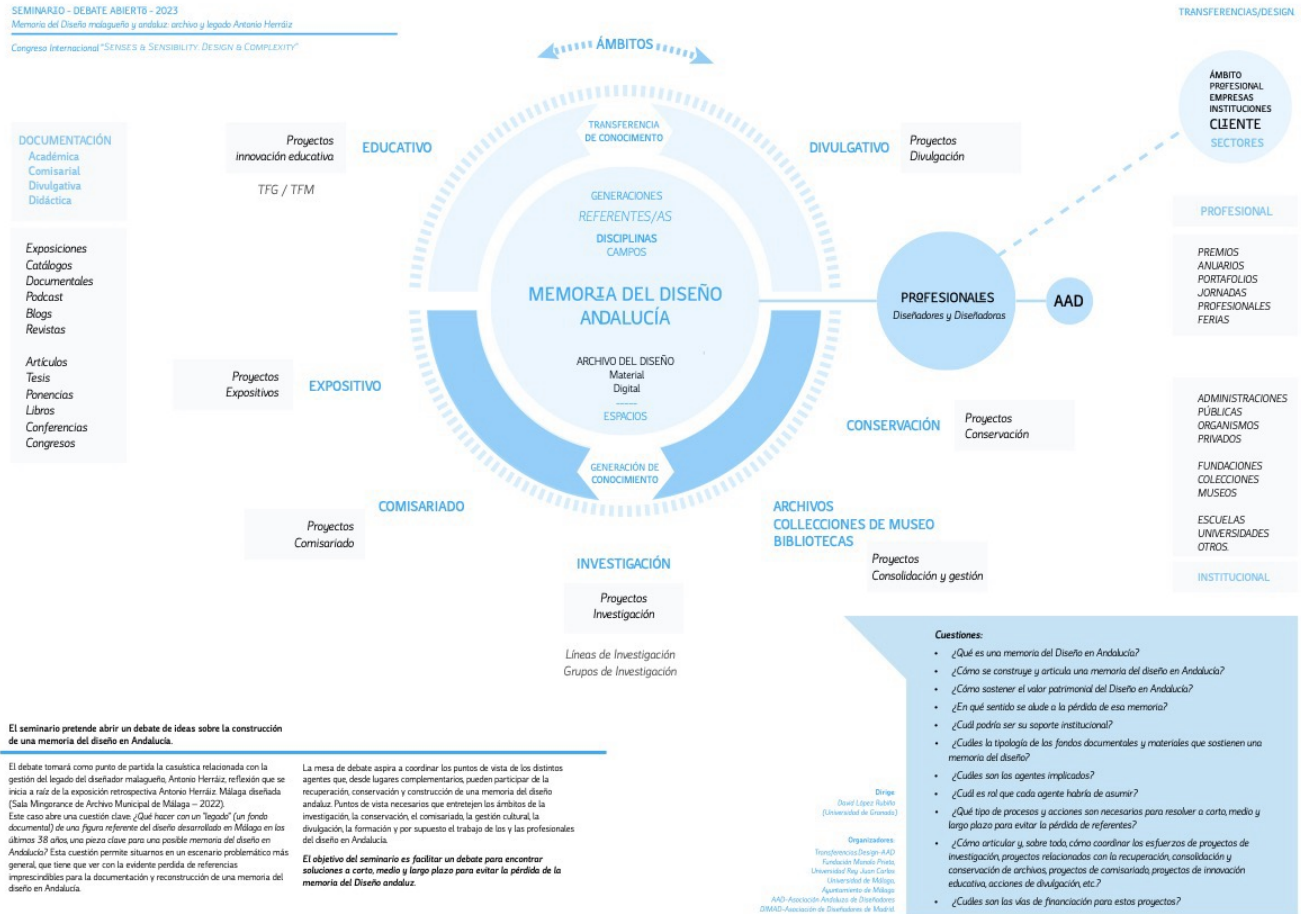 SEMINARIO - DEBATE ABIERTO - 2023
Memoria del Diseño malagueño y andaluz: archivo y legado Antonio Herráiz
Congreso Internacional "SENSES & SENSIBILITY: DESIGN & COMPLEXITY"
TRANSFERENCIAS/DESIGN
ÁMBITOS
DOCUMENTACIÓN
Académica
Comisarial
Divulgativa
Didáctica
Exposiciones
Catálogos
Documentales
Podcast
Blogs
Revistas
Artículos
Tesis
Ponencias
Libros
Conferencias
Congresos
Proyectos
innovación educativa
TFG / TFM
EDUCATIVO
Proyectos
Expositivos
EXPOSITIVO
COMISARIADO
Proyectos
Comisariado
TRANSFERENCIA
DE CONOCIMIENTO
GENERACIONES
REFERENTES/AS
DISCIPLINAS
CAMPOS
MEMORIA DEL DISEÑO
ANDALUCÍA
ARCHIVO DEL DISEÑO
Material
Digital
-----
ESPACIOS
GENERACIÓN DE
CONOCIMIENTO
INVESTIGACIÓN
Proyectos
Investigación
Líneas de Investigación
Grupos de Investigación
DIVULGATIVO
Proyectos
Divulgación
PROFESIONALES
Diseñadores y Diseñadoras
AAD
CONSERVACIÓN
Proyectos
Conservación
ARCHIVOS
COLLECCIONES DE MUSEO
BIBLIOTECAS
Proyectos
Consolidación y gestión
ÁMBITO
PROFESIONAL
EMPRESAS
INSTITUCIONES
CLIENTE
SECTORES
PROFESIONAL
PREMIOS
ANUARIOS
PORTAFOLIOS
JORNADAS
PROFESIONALES
FERIAS
ADMINISTRACIONES
PÚBLICAS
ORGANISMOS
PRIVADOS
FUNDACIONES
COLECCIONES
MUSEOS
ESCUELAS
UNIVERSIDADES
OTROS.
INSTITUCIONAL
El seminario pretende abrir un debate de ideas sobre la construcción
de una memoria del diseño en Andalucía.
El debate tomará como punto de partida la casuística relacionada con la
gestión del legado del diseñador malagueño, Antonio Herráiz, reflexión que se
inicia a raíz de la exposición retrospectiva Antonio Herráiz. Málaga diseñada
(Sala Mingorance de Archivo Municipal de Málaga – 2022).
Este caso abre una cuestión clave: ¿Qué hacer con un "legado" (un fondo
documental) de una figura referente del diseño desarrollado en Málaga en los
últimos 38 años, una pieza clave para una posible memoria del diseño en
Andalucía? Esta cuestión permite situarnos en un escenario problemático más
general, que tiene que ver con la evidente perdida de referencias
imprescindibles para la documentación y reconstrucción de una memoria del
diseño en Andalucía.
La mesa de debate aspira a coordinar los puntos de vista de los distintos
agentes que, desde lugares complementarios, pueden participar de la
recuperación, conservación y construcción de una memoria del diseño
andaluz. Puntos de vista necesarios que entretejen los ámbitos de la
investigación, la conservación, el comisariado, la gestión cultural, la
divulgación, la formación y por supuesto el trabajo de los y las profesionales
del diseño en Andalucía.
El objetivo del seminario es facilitar un debate para encontrar
soluciones a corto, medio y largo plazo para evitar la pérdida de la
memoria del Diseño andaluz.
Dirige
David López Rubiño
(Universidad de Granada)
Organizadores:
Transferencias.Design-AAD
Fundación Manolo Prieto,
Universidad Rey Juan Carlos
Universidad de Málaga,
Ayuntamiento de Málaga
AAD-Asociación Andaluza de Diseñadores
DIMAD-Asociación de Diseñadores de Madrid.
Cuestiones:
• ¿Qué es una memoria del Diseño en Andalucía?
• ¿Cómo se construye y articula una memoria del diseño en Andalucía?
• ¿Cómo sostener el valor patrimonial del Diseño en Andalucía?
• ¿En qué sentido se alude a la pérdida de esa memoria?
• ¿Cuál podría ser su soporte institucional?
• ¿Cuáles la tipología de los fondos documentales y materiales que sostienen una
memoria del diseño?
• ¿Cuáles son los agentes implicados?
• ¿Cuál es rol que cada agente habría de asumir?
• ¿Qué tipo de procesos y acciones son necesarios para resolver a corto, medio y
largo plazo para evitar la pérdida de referentes?
• ¿Cómo articular y, sobre todo, cómo coordinar los esfuerzos de proyectos de
investigación, proyectos relacionados con la recuperación, consolidación y
conservación de archivos, proyectos de comisariado, proyectos de innovación
educativa, acciones de divulgación, etc.?
• ¿Cuáles son las vías de financiación para estos proyectos?